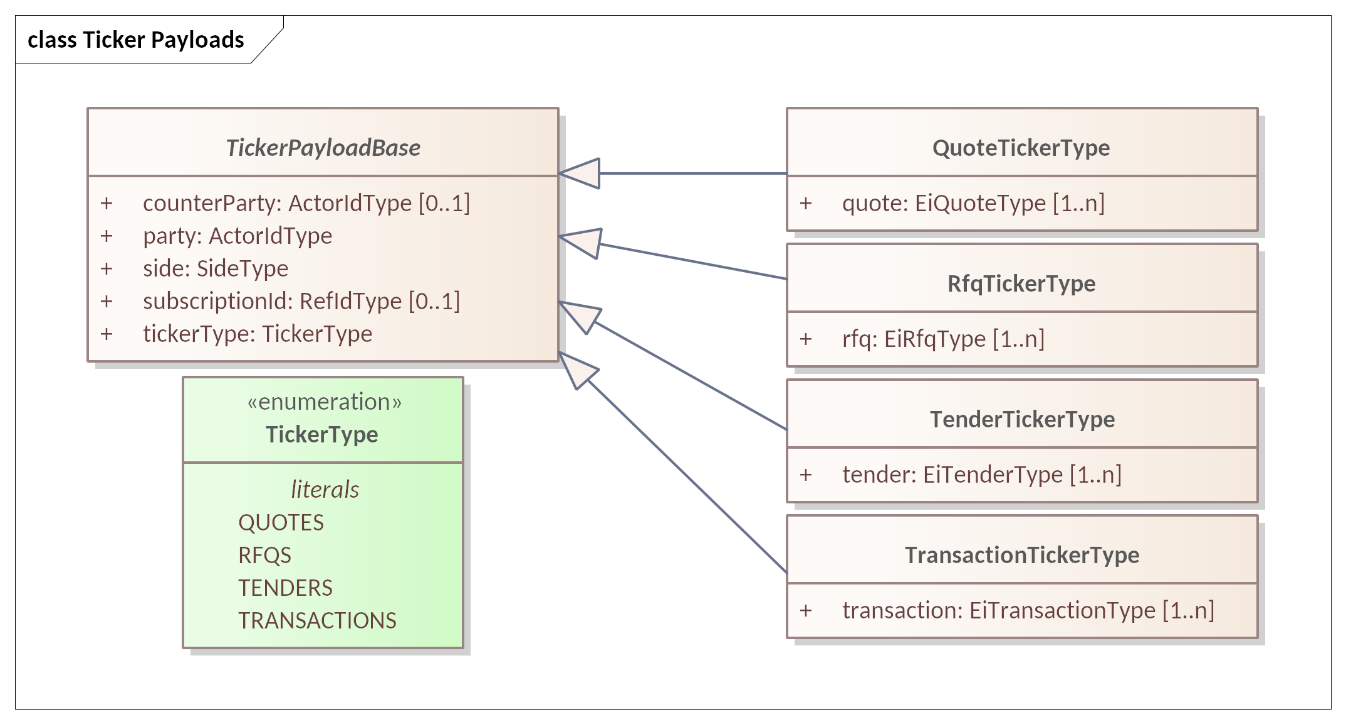 class Ticker Payloads
TickerPayloadBase
+ counterParty: ActorIdType [0..1]
+ party: ActorIdType
+ side: SideType
+ subscriptionId: RefIdType [0..1]
+ tickerType: TickerType
«enumeration»
TickerType
literals
QUOTES
RFQS
TENDERS
TRANSACTIONS
QuoteTickerType
+ quote: EiQuoteType [1..n]
RfqTickerType
+ rfq: EiRfqType [1..n]
TenderTickerType
+ tender: EiTenderType [1..n]
TransactionTickerType
+ transaction: EiTransactionType [1..n]